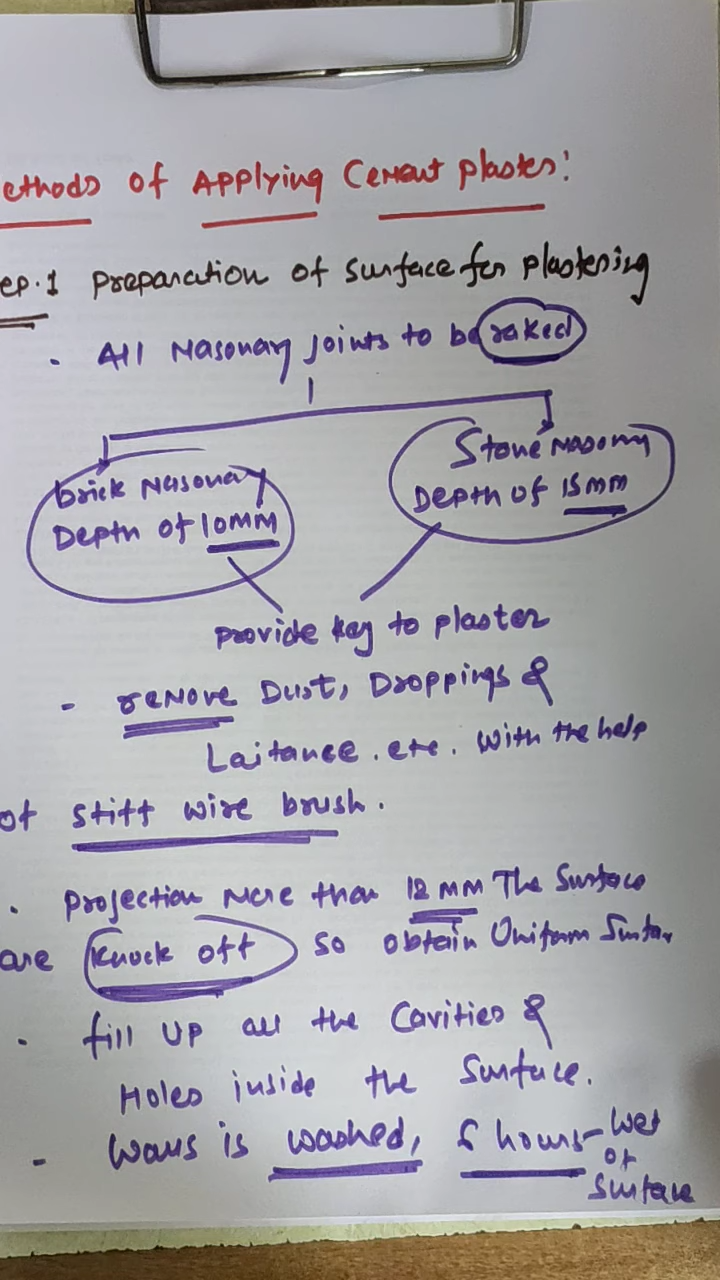 ethods of Applying Cement plaster:
ep.1 preparation of surface for plastering
. All Masonary joints to be raked
Stone Masonry
Depth of 15mm
brick Masonary
Depth of 10MM
provide key to plaster
- remove Dust, Droppings &
Laitance . etc. With the help
of stiff wire brush.
. projection more than 12 MM The Surface
are knock off so obtain Uniform Surfac
. fill up all the Cavities &
Holes inside the Surface.
- Walls is washed, 6 hours - Wet
of
Surface